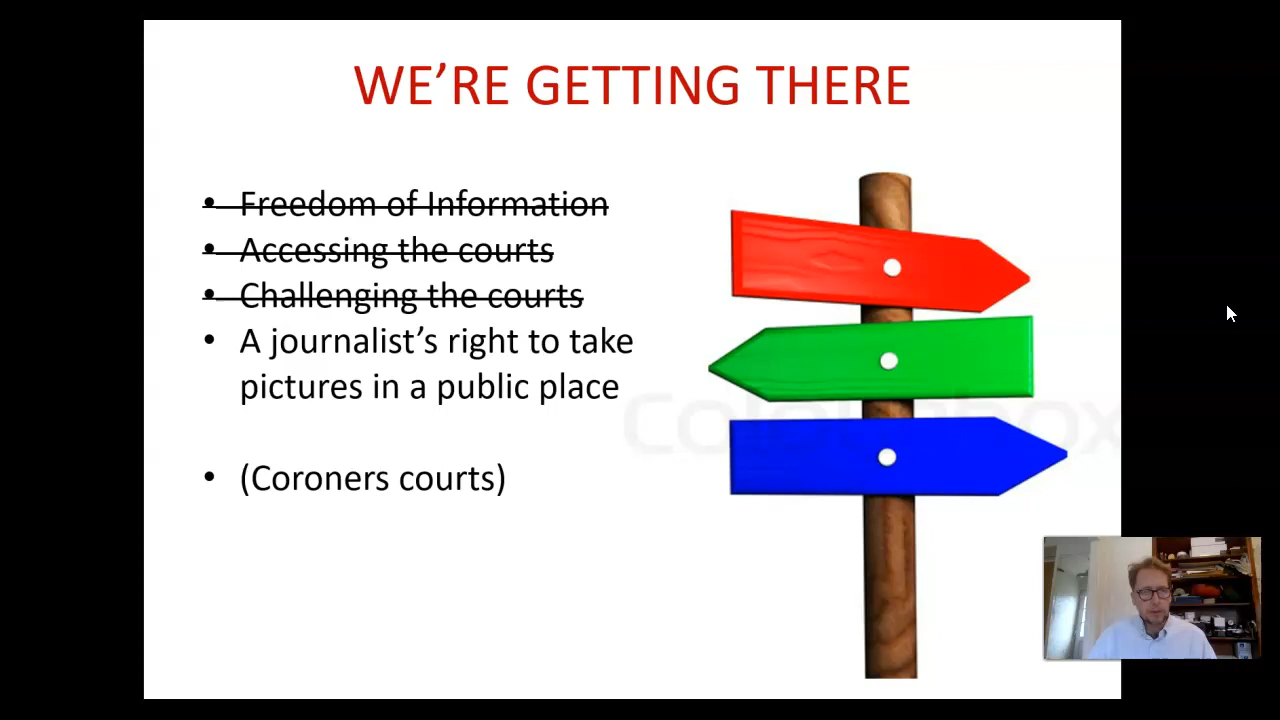 WE’RE GETTING THERE
• Freedom of Information
• Accessing the courts
• Challenging the courts
• A journalist’s right to take
pictures in a public place
• (Coroners courts)
Colourbox